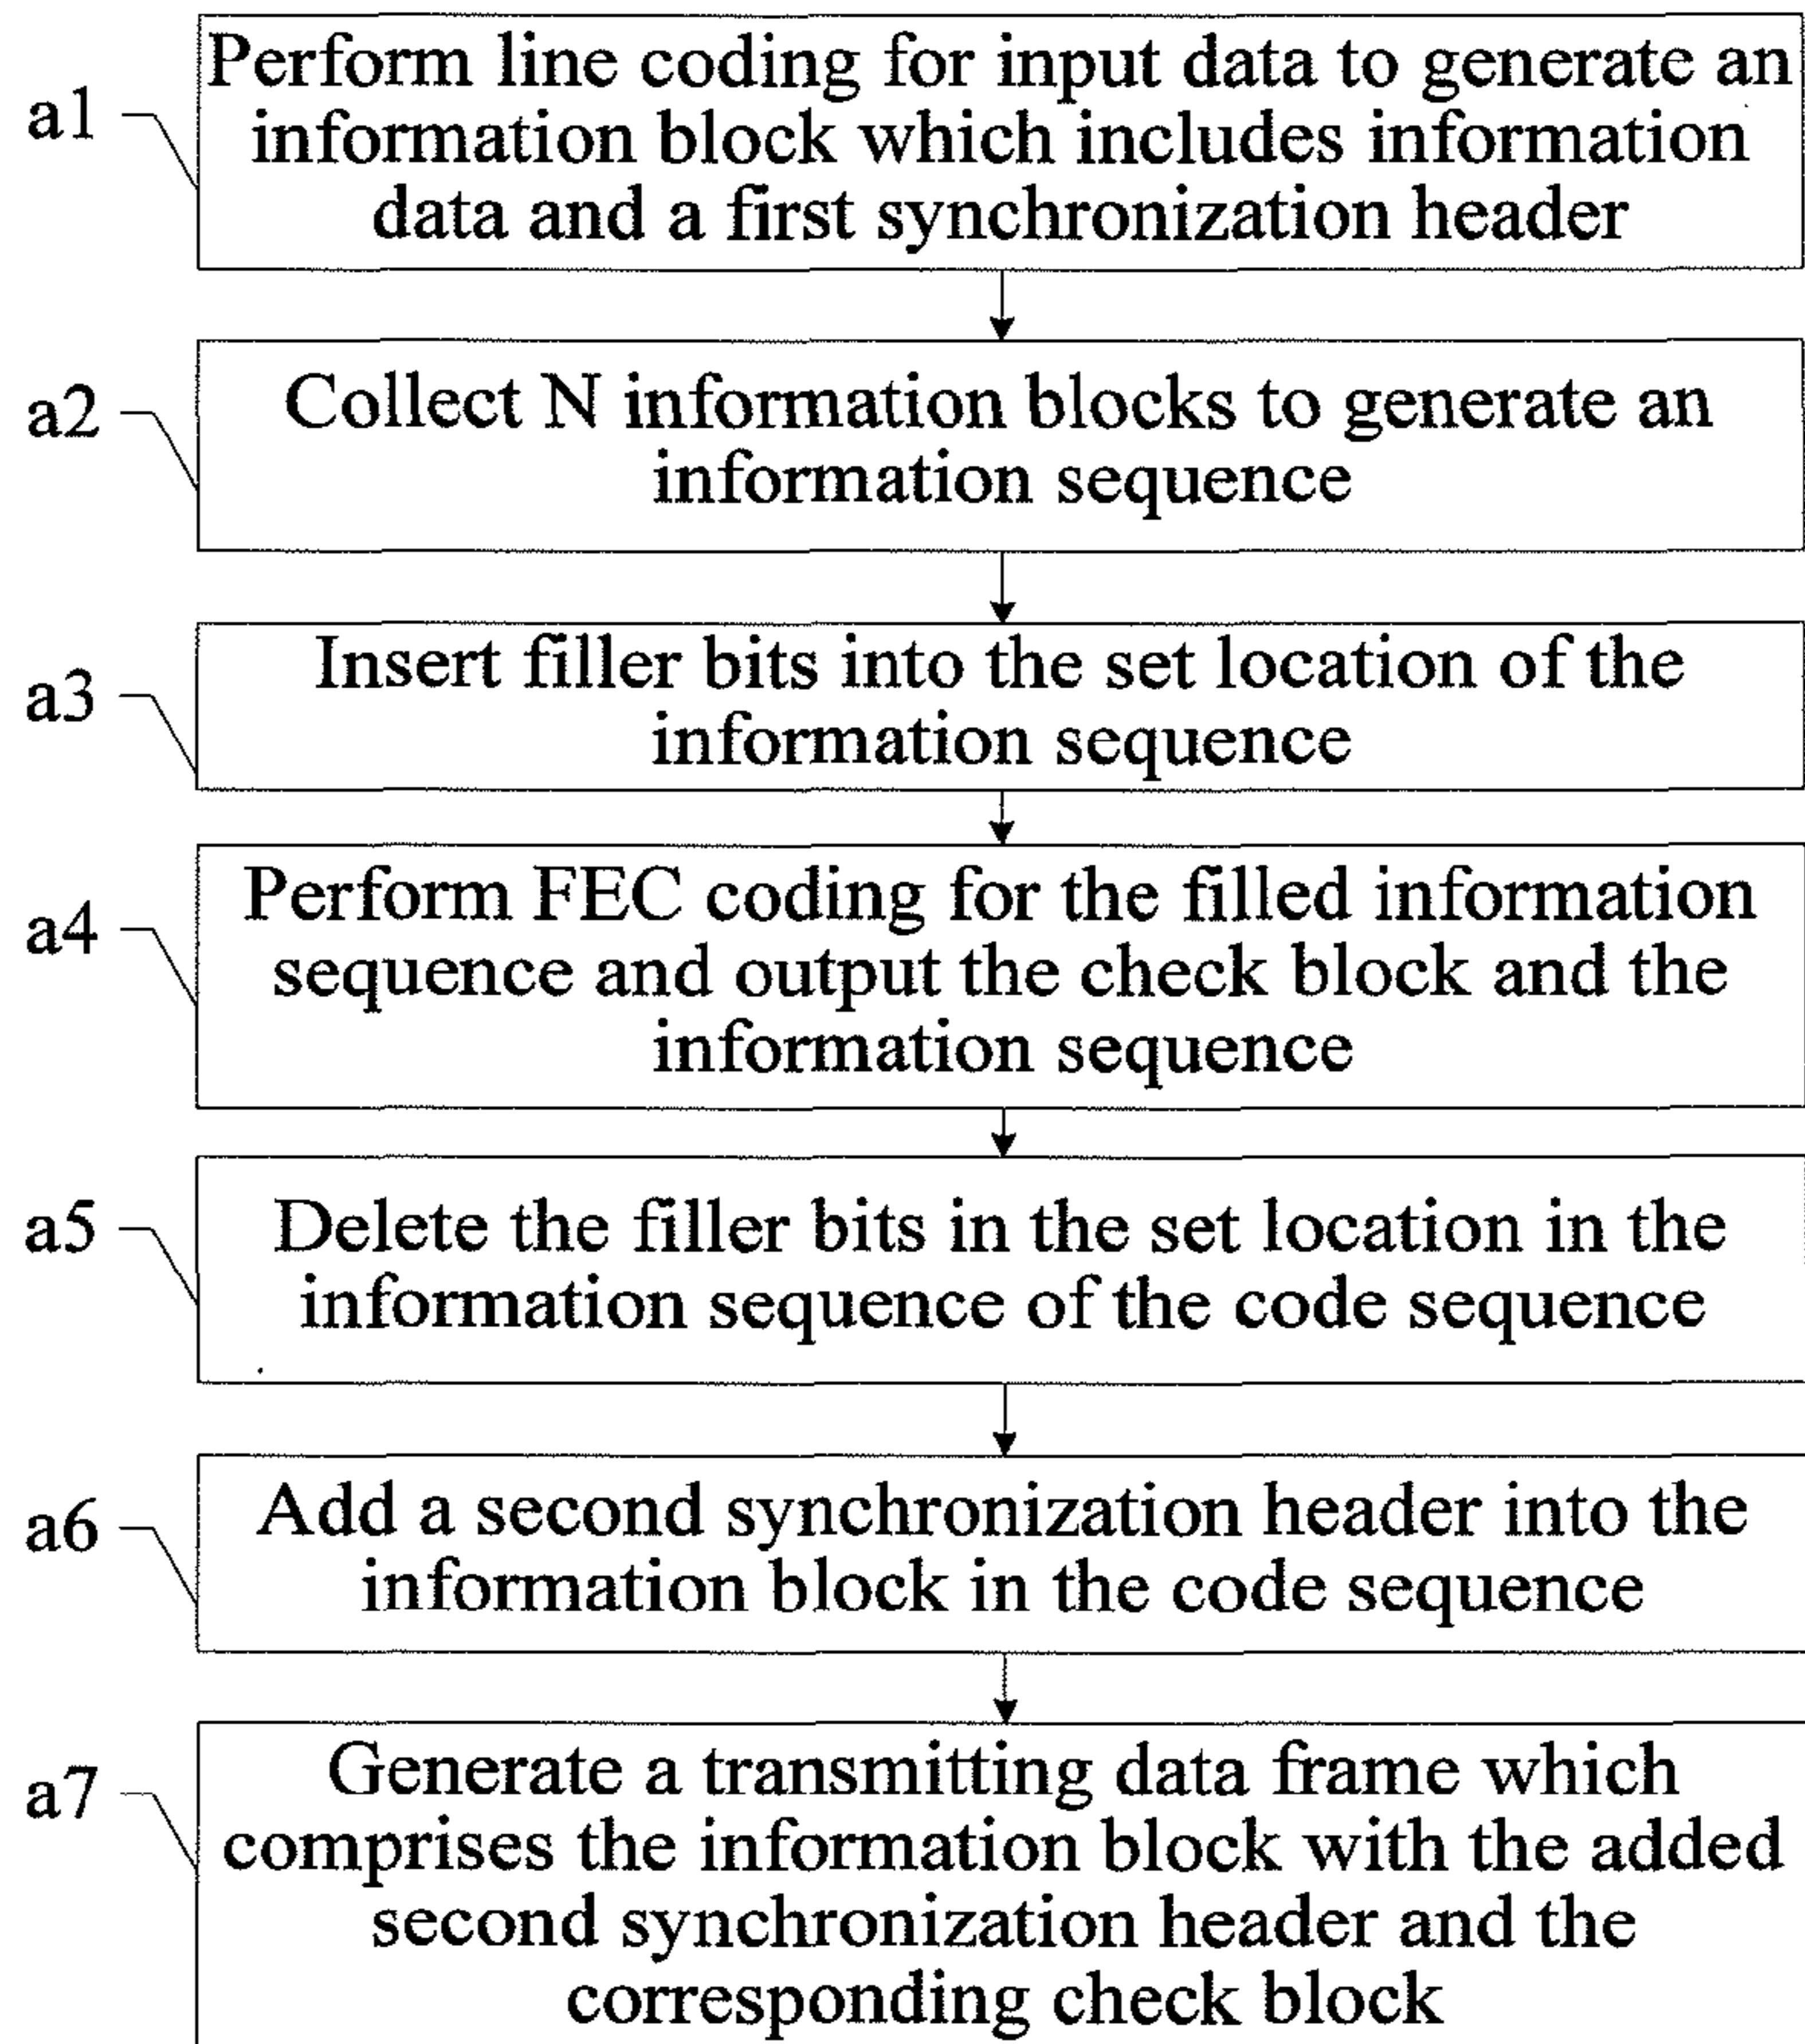 a1
Perform line coding for input data to generate an
information block which includes information
data and a first synchronization header
a2
Collect N information blocks to generate an
information sequence
a3
Insert filler bits into the set location of the
information sequence
a4
Perform FEC coding for the filled information
sequence and output the check block and the
information sequence
a5
Delete the filler bits in the set location in the
information sequence of the code sequence
a6
Add a second synchronization header into the
information block in the code sequence
a7
Generate a transmitting data frame which
comprises the information block with the added
second synchronization header and the
corresponding check block